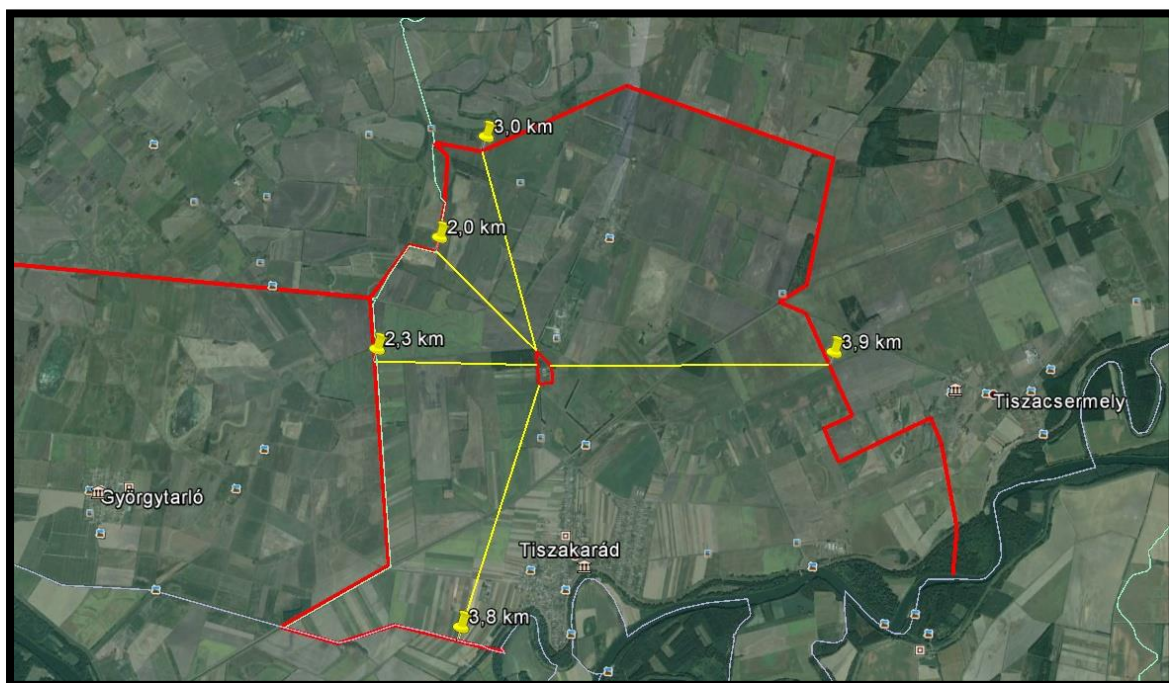 3,0 km
2,0 km
2,3 km
3,9 km
Tiszacsermely
Györgytarló
Tiszakarád
3,8 km